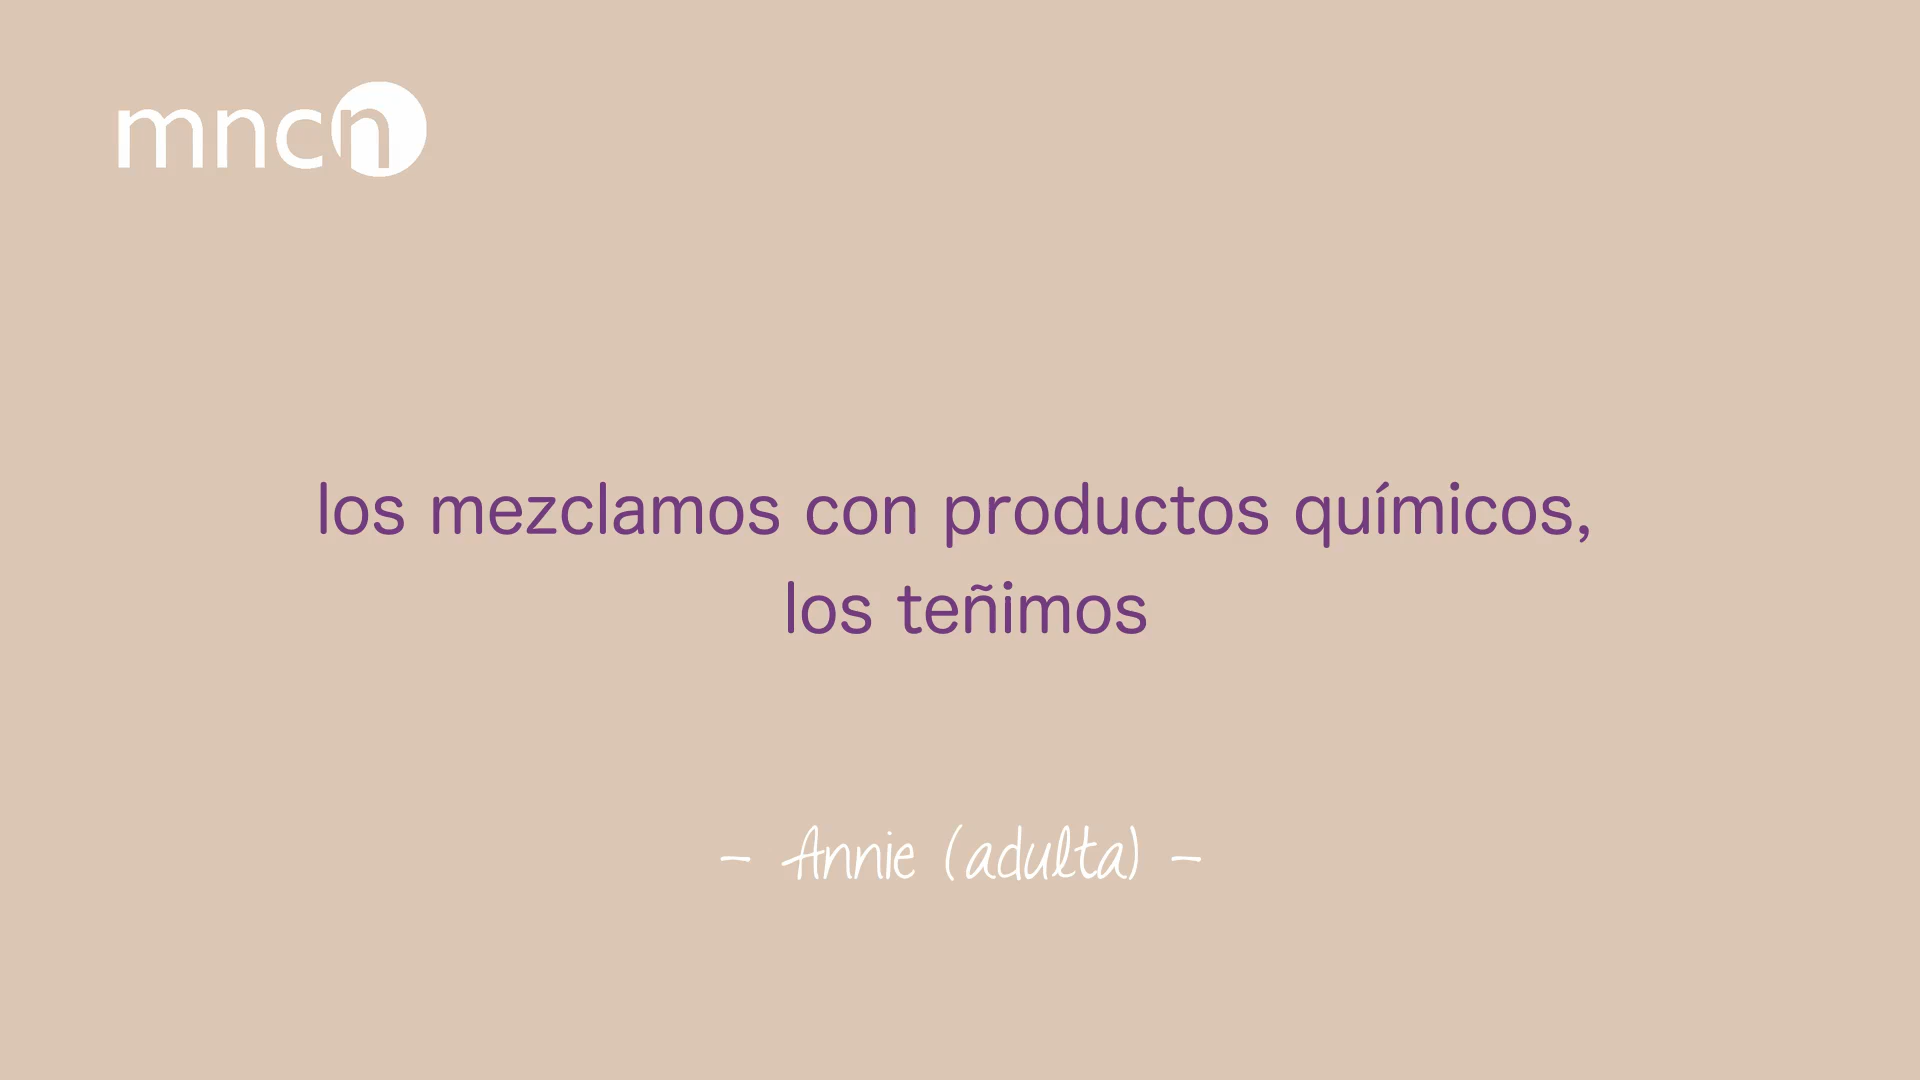 mncn
los mezclamos con productos químicos,
los teñimos
- Annie (adulta) -